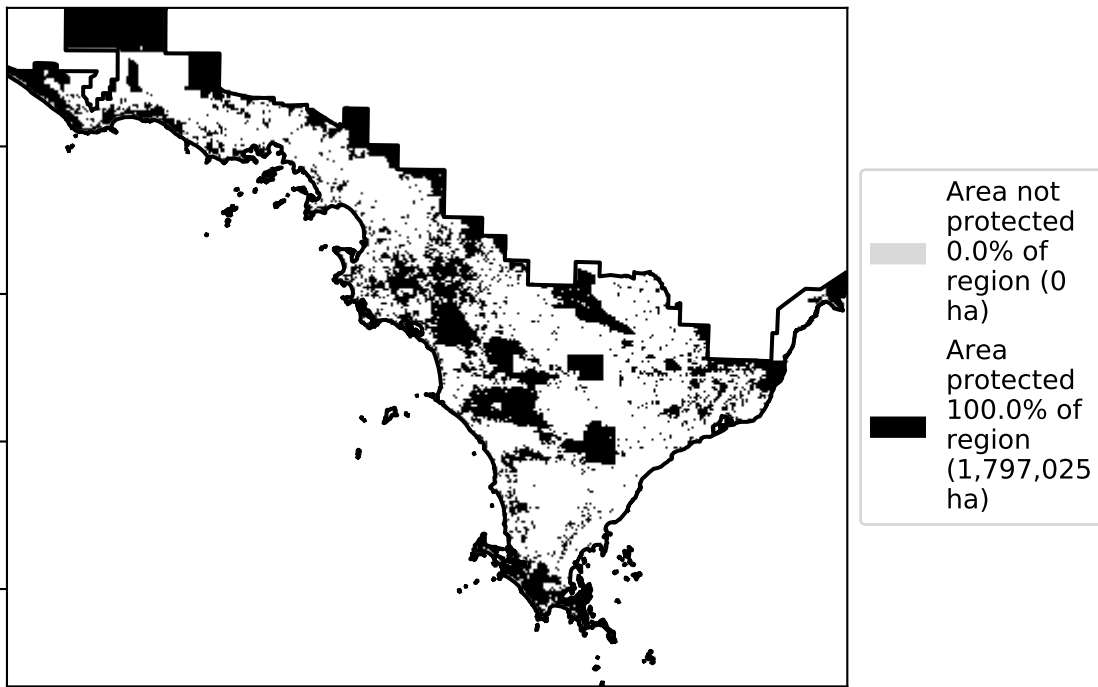 Area not
protected
0.0% of
region (0
ha)
Area
protected
100.0% of
region
(1,797,025
ha)